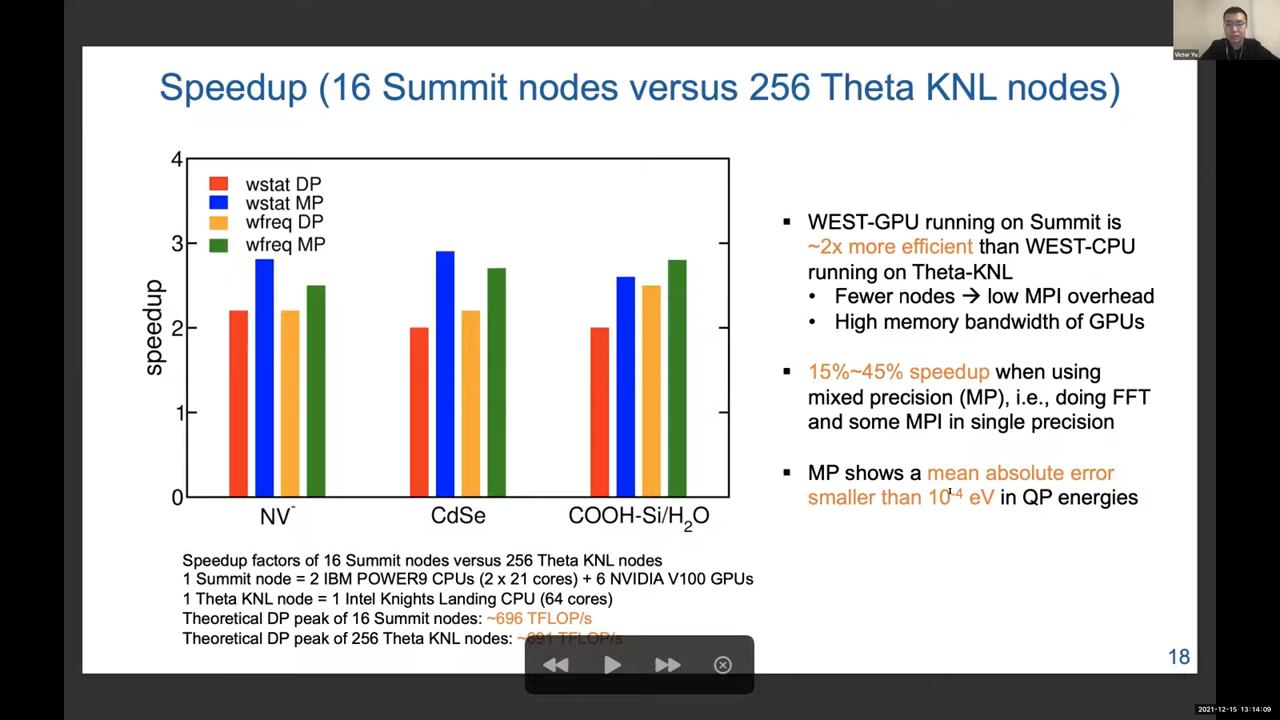 Victor Yu
Speedup (16 Summit nodes versus 256 Theta KNL nodes)
4
3
2
1
0
speedup
wstat DP
wstat MP
wfreq DP
wfreq MP
NV-
CdSe
COOH-Si/H2O
▪ WEST-GPU running on Summit is
~2x more efficient than WEST-CPU
running on Theta-KNL
• Fewer nodes → low MPI overhead
• High memory bandwidth of GPUs
▪ 15%~45% speedup when using
mixed precision (MP), i.e., doing FFT
and some MPI in single precision
▪ MP shows a mean absolute error
smaller than 10-4 eV in QP energies
Speedup factors of 16 Summit nodes versus 256 Theta KNL nodes
1 Summit node = 2 IBM POWER9 CPUs (2 x 21 cores) + 6 NVIDIA V100 GPUs
1 Theta KNL node = 1 Intel Knights Landing CPU (64 cores)
Theoretical DP peak of 16 Summit nodes: ~696 TFLOP/s
Theoretical DP peak of 256 Theta KNL nodes: ~691 TFLOP/s
18
2021-12-15 13:14:09